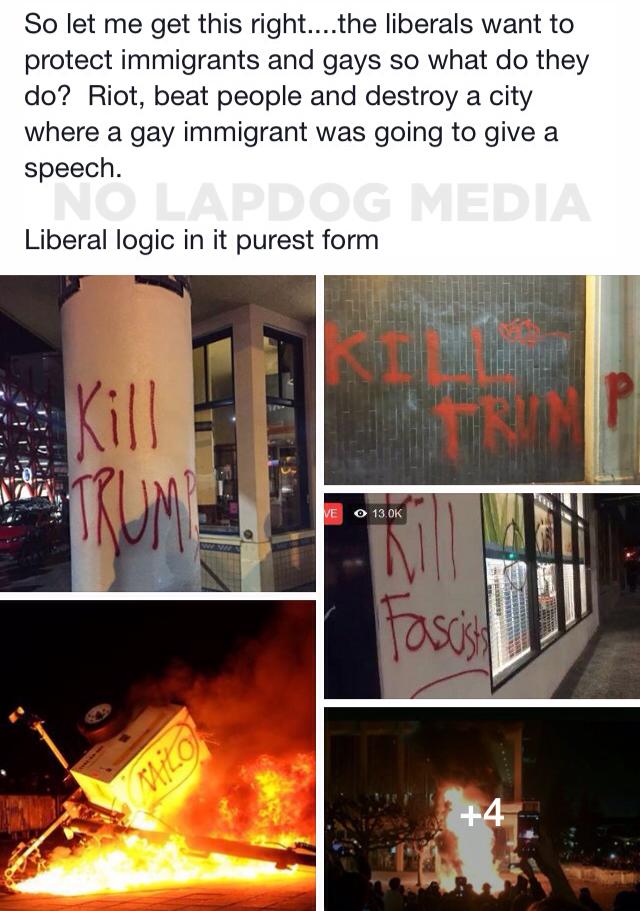 So let me get this right....the liberals want to
protect immigrants and gays so what do they
do? Riot, beat people and destroy a city
where a gay immigrant was going to give a
speech.
NO LAPDOG MEDIA
Liberal logic in it purest form
Kill
TRUMP
KILL
TRUMP
VE 13.0K
Kill
Fascists
MILO
+4